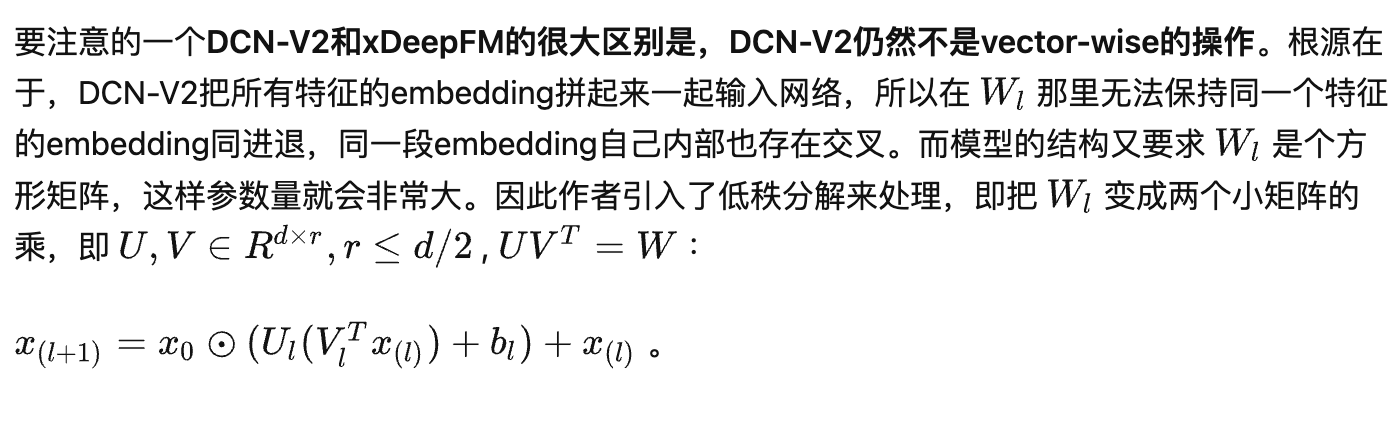 要注意的一个DCN-V2和xDeepFM的很大区别是，DCN-V2仍然不是vector-wise的操作。根源在
于，DCN-V2把所有特征的embedding拼起来一起输入网络，所以在 W_l 那里无法保持同一个特征
的embedding同进退，同一段embedding自己内部也存在交叉。而模型的结构又要求 W_l 是个方
形矩阵，这样参数量就会非常大。因此作者引入了低秩分解来处理，即把 W_l 变成两个小矩阵的
乘，即 U, V ∈ R^{d×r}, r ≤ d/2 , UV^T = W：
x_{(l+1)} = x_0 ⊙ (U_l(V_l^T x_{(l)}) + b_l) + x_{(l)} 。